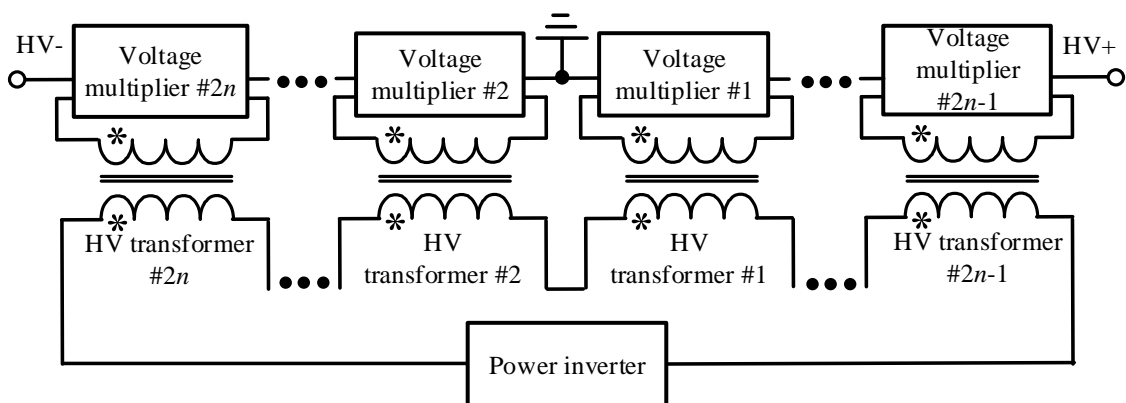 HV-
Voltage
multiplier #2n
Voltage
multiplier #2
Voltage
multiplier #1
Voltage
multiplier
#2n-1
HV+
*
*
*
*
*
*
*
*
HV transformer
#2n
HV
transformer #2
HV
transformer #1
HV transformer
#2n-1
Power inverter